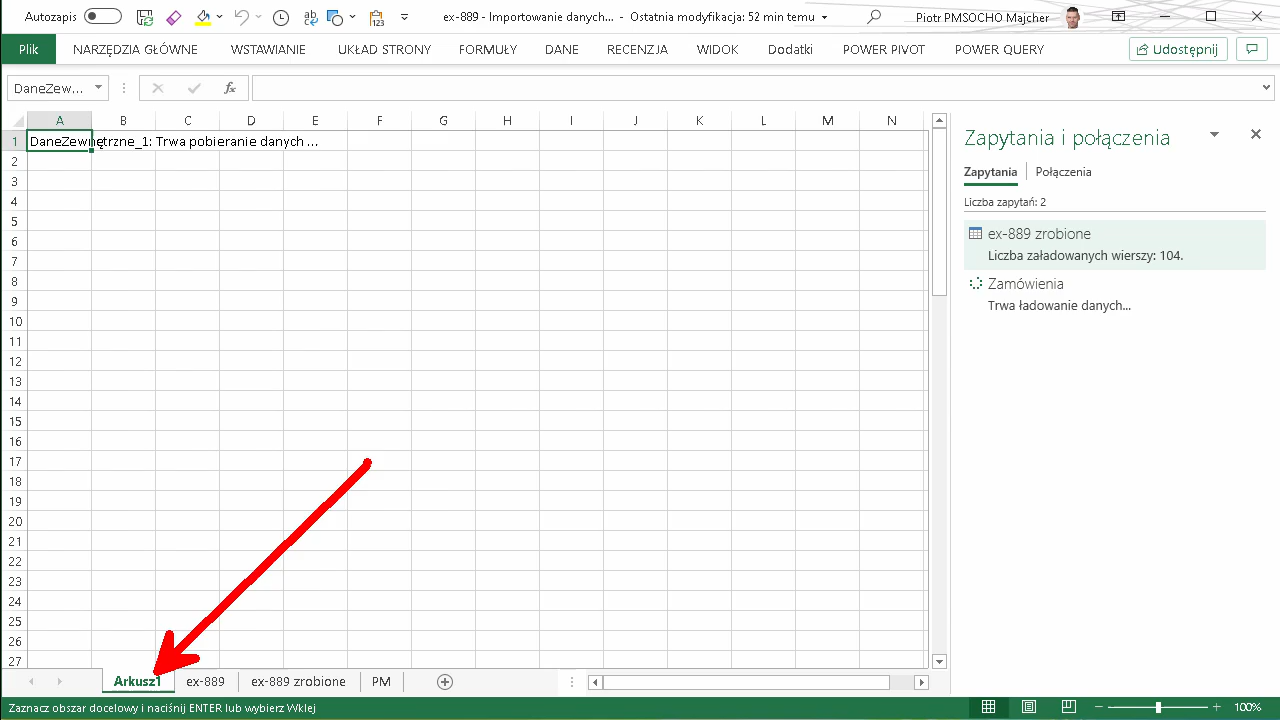 Autozapis
ex-889 - Importowanie danych... - Ostatnia modyfikacja: 52 min temu
Piotr PMSOCHO Majcher
Plik NARZĘDZIA GŁÓWNE WSTAWIANIE UKŁAD STRONY FORMUŁY DANE RECENZJA WIDOK Dodatki POWER PIVOT POWER QUERY Udostępnij
DaneZew... fx
A B C D E F G H I J K L M N
1 DaneZewnętrzne_1: Trwa pobieranie danych ...
2
3
4
5
6
7
8
9
10
11
12
13
14
15
16
17
18
19
20
21
22
23
24
25
26
27
Zapytania i połączenia
Zapytania Połączenia
Liczba zapytań: 2
ex-889 zrobione
Liczba załadowanych wierszy: 104.
Zamówienia
Trwa ładowanie danych...
Arkusz1 ex-889 ex-889 zrobione PM
Zaznacz obszar docelowy i naciśnij ENTER lub wybierz Wklej
100%